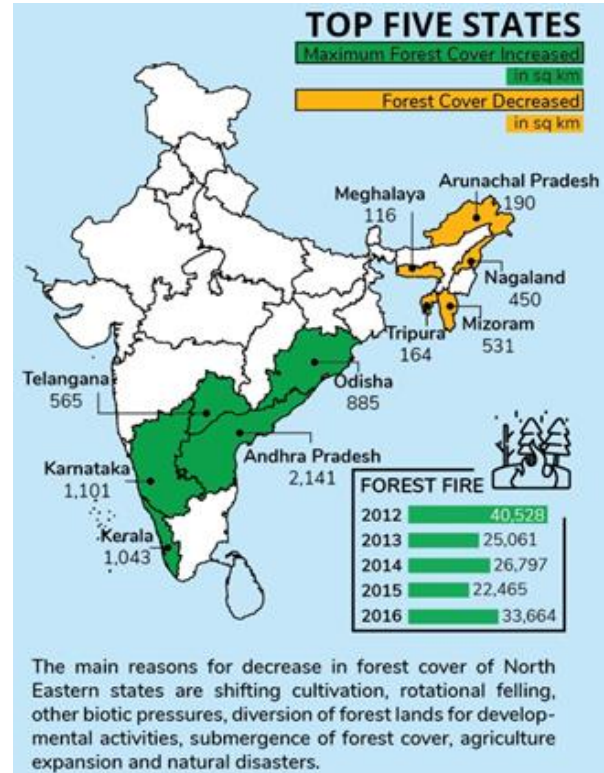 TOP FIVE STATES
Maximum Forest Cover Increased
in sq km
Forest Cover Decreased
in sq km
Arunachal Pradesh
190
Meghalaya
116
Nagaland
450
Mizoram
531
Tripura
164
Telangana
565
Odisha
885
Andhra Pradesh
2,141
Karnataka
1,101
Kerala
1,043
FOREST FIRE
2012 40,528
2013 25,061
2014 26,797
2015 22,465
2016 33,664
The main reasons for decrease in forest cover of North
Eastern states are shifting cultivation, rotational felling,
other biotic pressures, diversion of forest lands for develop-
mental activities, submergence of forest cover, agriculture
expansion and natural disasters.